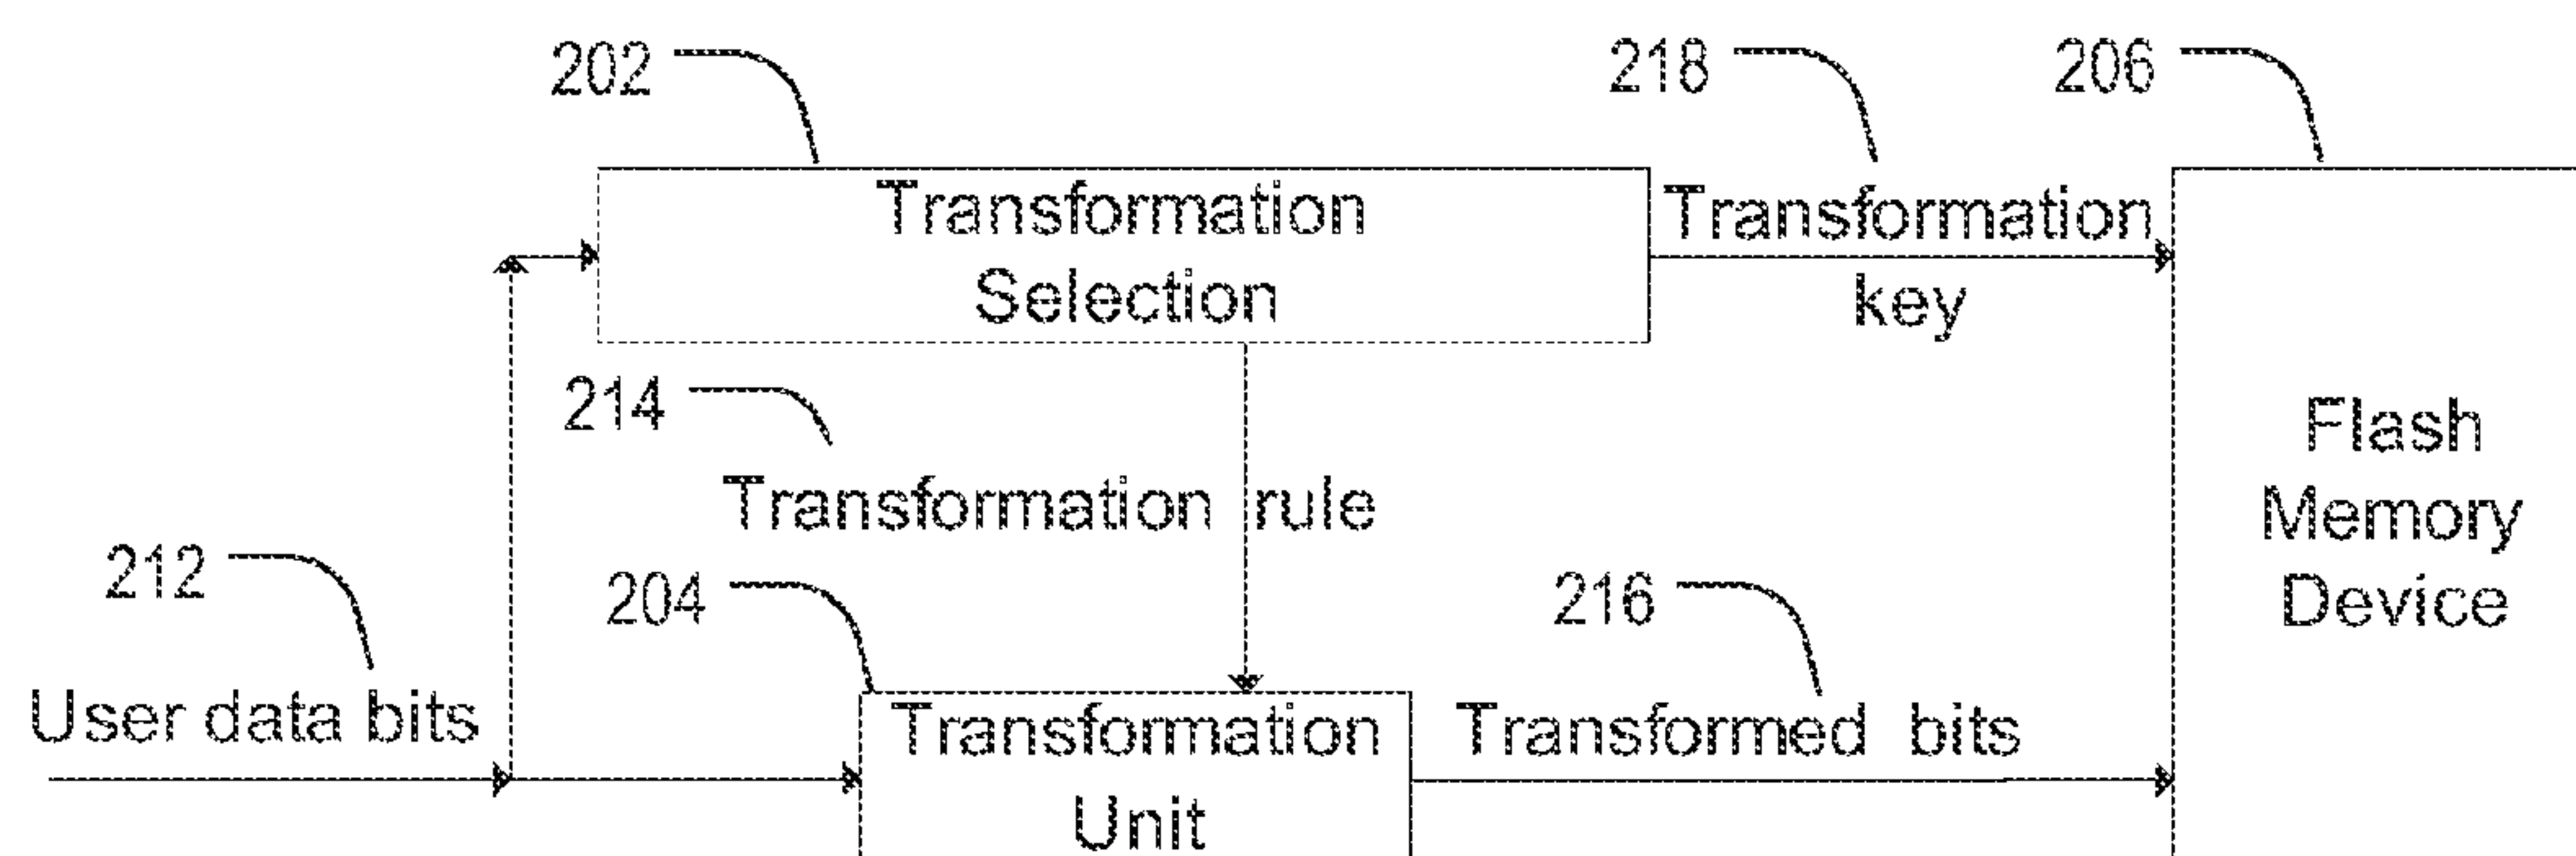 202
218
206
Transformation
Selection
Transformation
key
214
Transformation rule
Flash
Memory
Device
212
204
216
User data bits
Transformation
Unit
Transformed bits